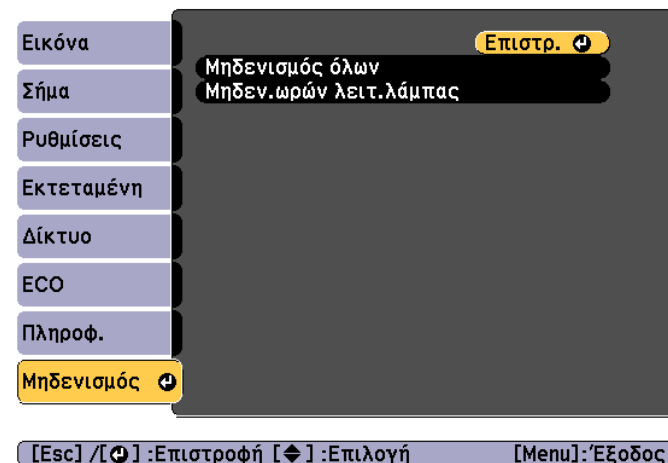 Εικόνα
Σήμα
Ρυθμίσεις
Εκτεταμένη
Δίκτυο
ECO
Πληροφ.
Μηδενισμός
Επιστρ.
Μηδενισμός όλων
Μηδεν.ωρών λειτ.λάμπας
[Esc] /[ ] :Επιστροφή [ ] :Επιλογή [Menu]:Έξοδος